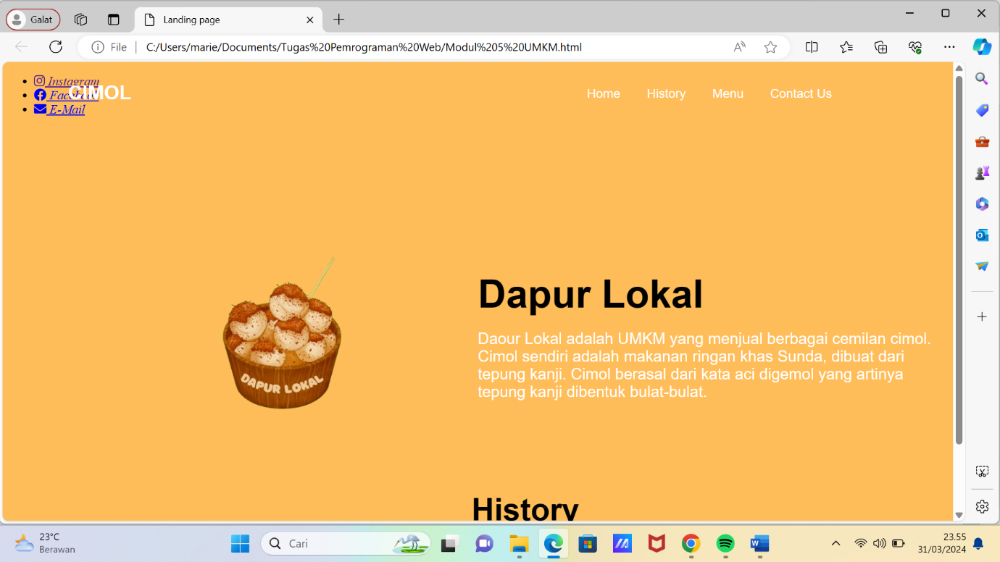 Galat
Landing page
File
C:/Users/marie/Documents/Tugas%20Pemrograman%20Web/Modul%205%20UMKM.html
Instagram
Facebook
E-Mail
CIMOL
Home
History
Menu
Contact Us
DAPUR LOKAL
Dapur Lokal
Daour Lokal adalah UMKM yang menjual berbagai cemilan cimol.
Cimol sendiri adalah makanan ringan khas Sunda, dibuat dari
tepung kanji. Cimol berasal dari kata aci digemol yang artinya
tepung kanji dibentuk bulat-bulat.
History
23°C
Berawan
Cari
23.55
31/03/2024